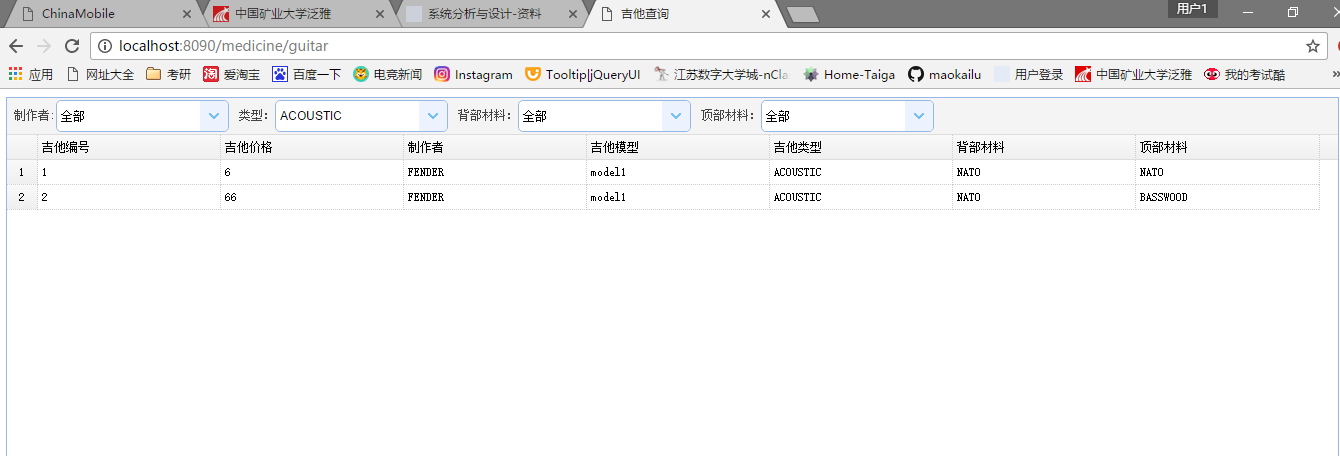 ChinaMobile
中国矿业大学泛雅
系统分析与设计-资料
吉他查询
用户1
localhost:8090/medicine/guitar
应用 网址大全 考研 爱淘宝 百度一下 电竞新闻 Instagram Tooltip|jQueryUI 江苏数字大学城-nCla Home-Taiga maokailu 用户登录 中国矿业大学泛雅 我的考试酷 »
制作者: 全部 类型: ACOUSTIC 背部材料: 全部 顶部材料: 全部
吉他编号 吉他价格 制作者 吉他模型 吉他类型 背部材料 顶部材料
1 1 6 FENDER model1 ACOUSTIC NATO NATO
2 2 66 FENDER model1 ACOUSTIC NATO BASSWOOD